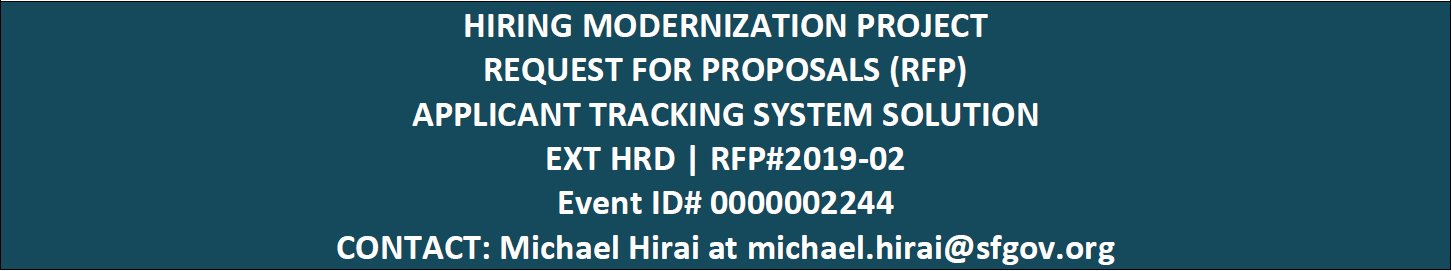 HIRING MODERNIZATION PROJECT
REQUEST FOR PROPOSALS (RFP)
APPLICANT TRACKING SYSTEM SOLUTION
EXT HRD | RFP#2019-02
Event ID# 0000002244
CONTACT: Michael Hirai at michael.hirai@sfgov.org